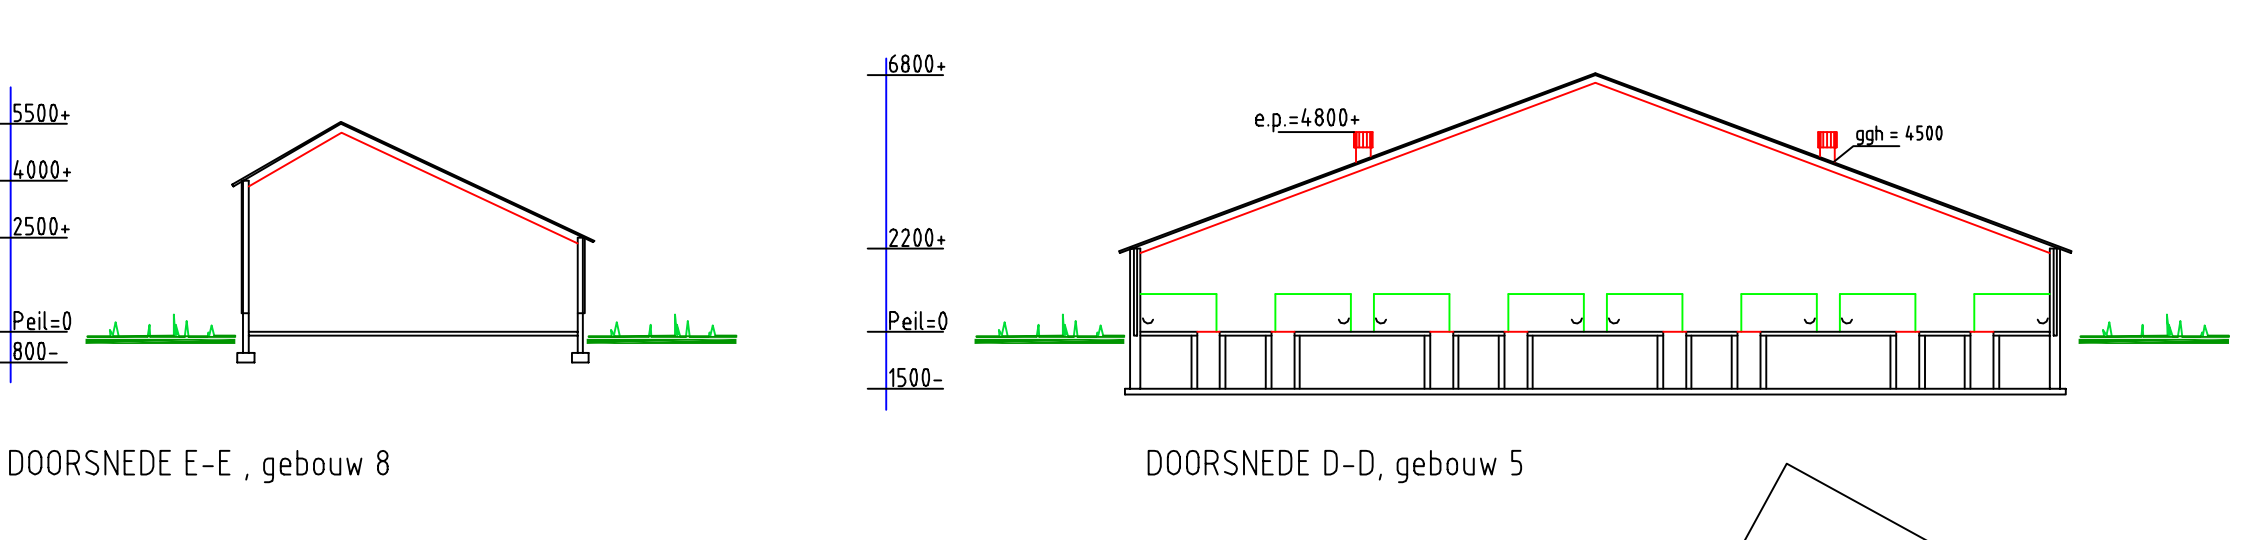 5500+
4000+
2500+
Peil=0
800-
DOORSNEDE E-E , gebouw 8
6800+
e.p.=4800+
ggh = 4500
2200+
Peil=0
1500-
DOORSNEDE D-D, gebouw 5